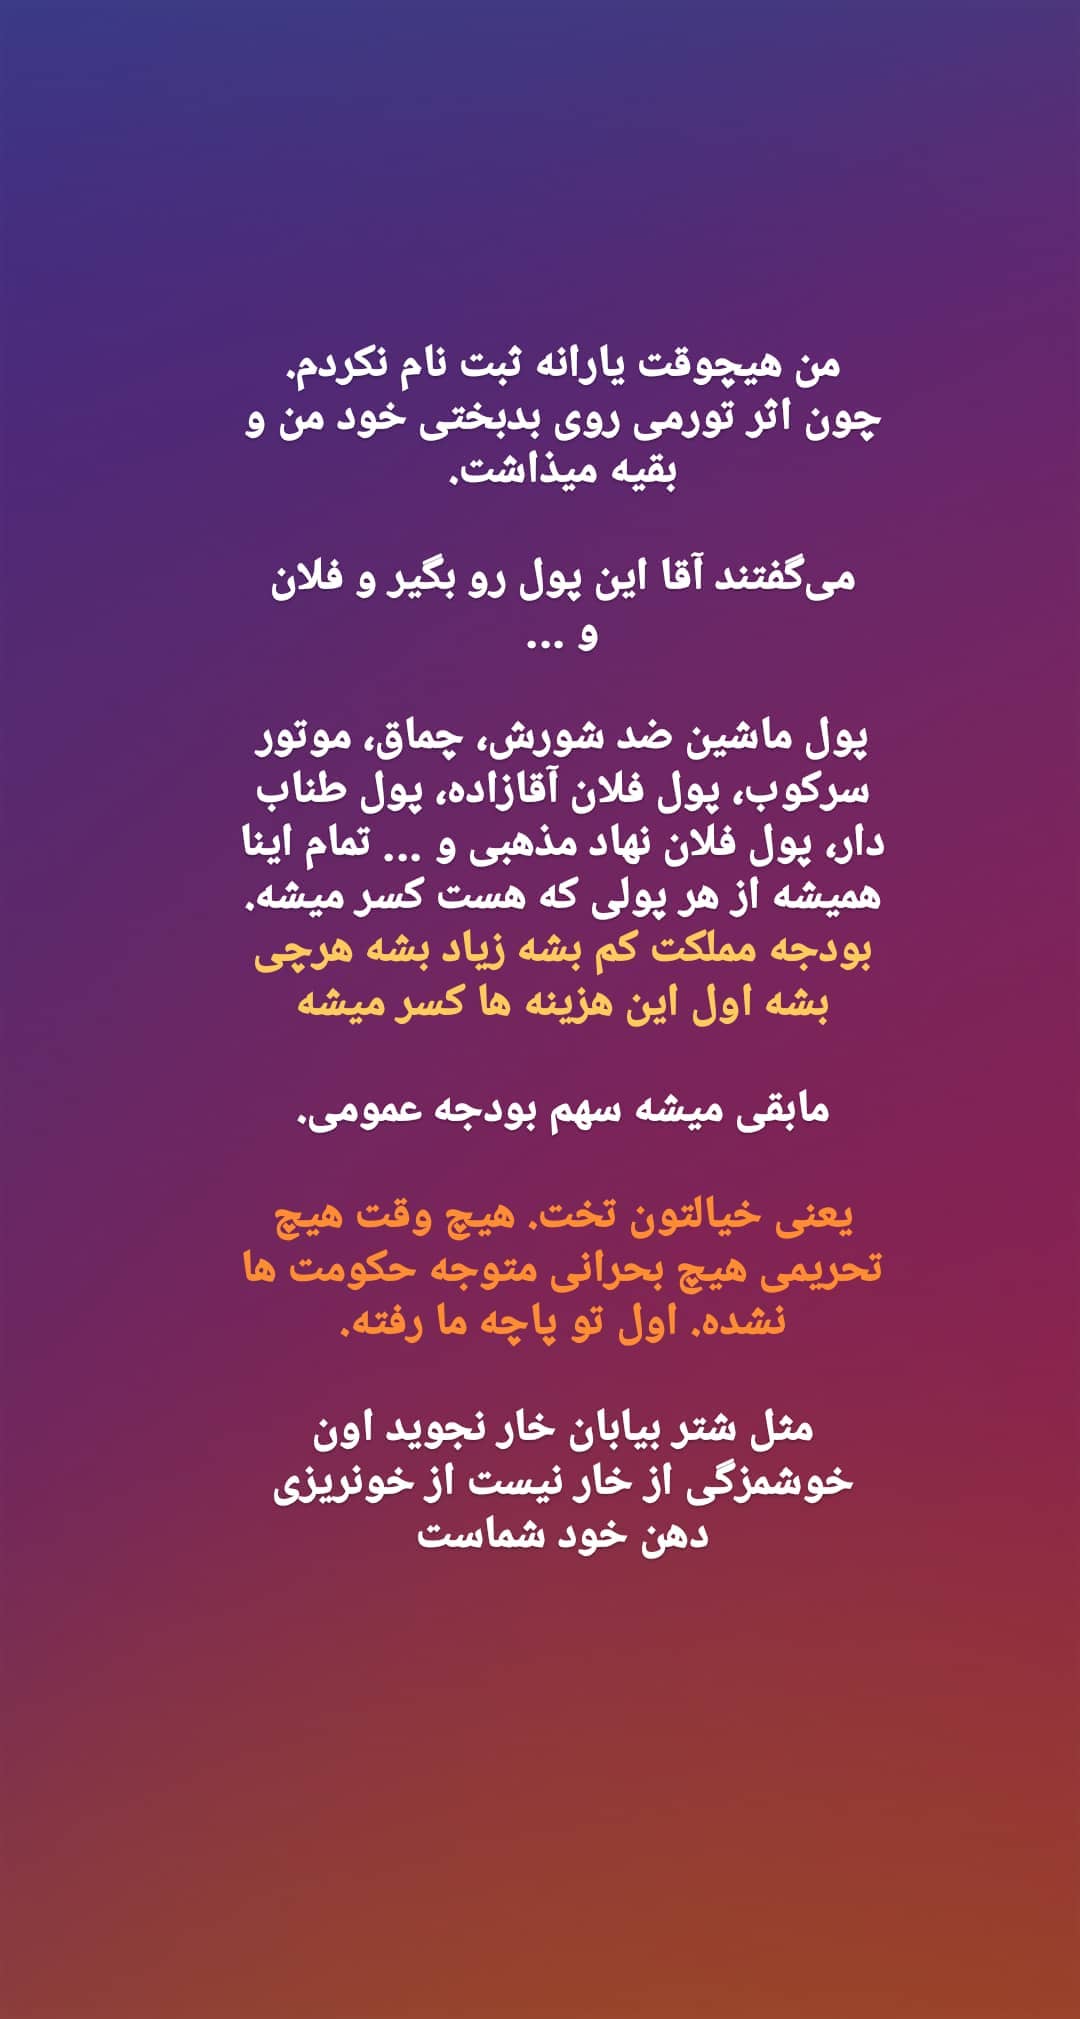 من هیچوقت یارانه ثبت نام نکردم.
چون اثر تورمی روی بدبختی خود من و
بقیه میذاشت.
می‌گفتند آقا این پول رو بگیر و فلان
و ...
پول ماشین ضد شورش، چماق، موتور
سرکوب، پول فلان آقازاده، پول طناب
دار، پول فلان نهاد مذهبی و ... تمام اینا
همیشه از هر پولی که هست کسر میشه.
بودجه مملکت کم بشه زیاد بشه هرچی
بشه اول این هزینه ها کسر میشه
مابقی میشه سهم بودجه عمومی.
یعنی خیالتون تخت. هیچ وقت هیچ
تحریمی هیچ بحرانی متوجه حکومت ها
نشده. اول تو پاچه ما رفته.
مثل شتر بیابان خار نجوید اون
خوشمزگی از خار نیست از خونریزی
دهن خود شماست